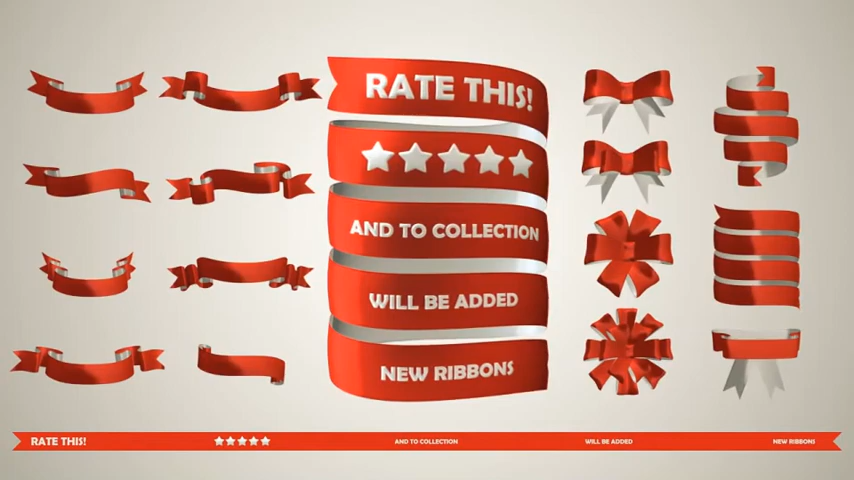 RATE THIS!
AND TO COLLECTION
WILL BE ADDED
NEW RIBBONS
RATE THIS! AND TO COLLECTION WILL BE ADDED NEW RIBBONS